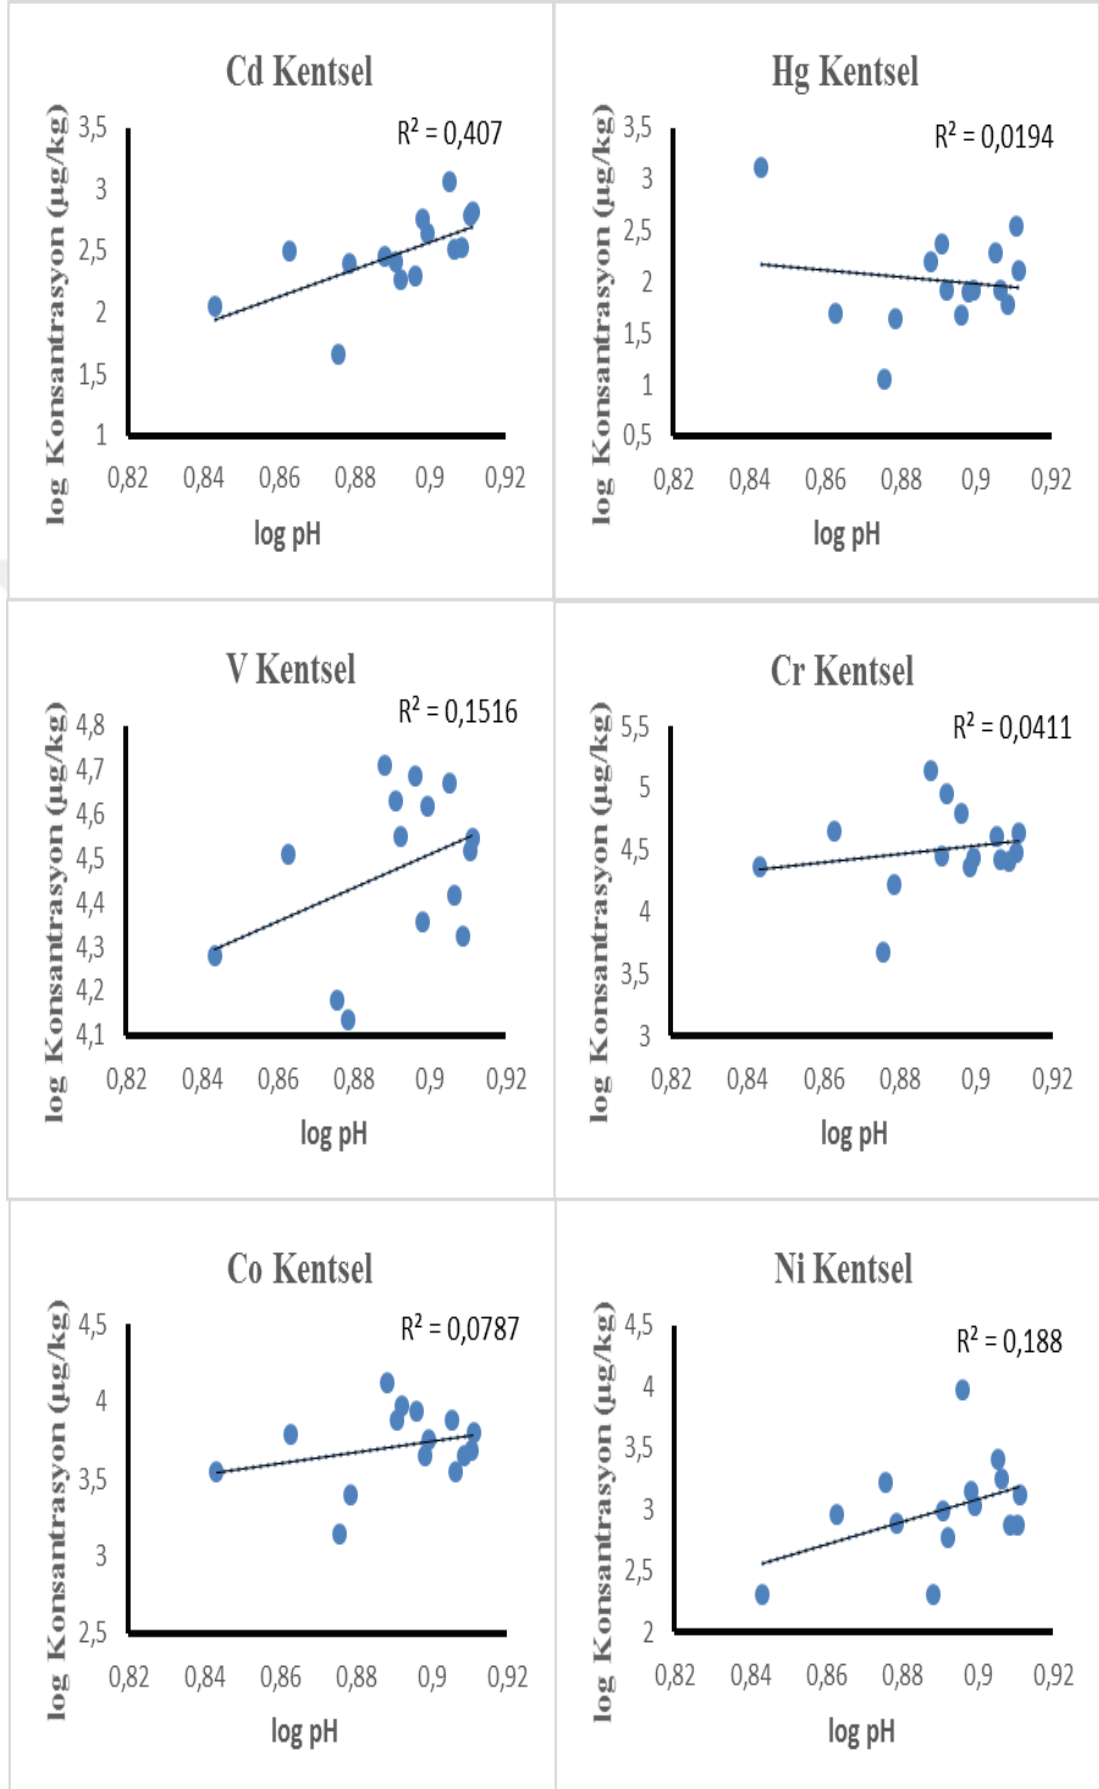 Cd Kentsel
R² = 0,407
log Konsantrasyon (µg/kg)
3,5
3
2,5
2
1,5
1
0,82 0,84 0,86 0,88 0,9 0,92
log pH
Hg Kentsel
R² = 0,0194
log Konsantrasyon (µg/kg)
3,5
3
2,5
2
1,5
1
0,5
0,82 0,84 0,86 0,88 0,9 0,92
log pH
V Kentsel
R² = 0,1516
log Konsantrasyon (µg/kg)
4,8
4,7
4,6
4,5
4,4
4,3
4,2
4,1
0,82 0,84 0,86 0,88 0,9 0,92
log pH
Cr Kentsel
R² = 0,0411
log Konsantrasyon (µg/kg)
5,5
5
4,5
4
3,5
3
0,82 0,84 0,86 0,88 0,9 0,92
log pH
Co Kentsel
R² = 0,0787
log Konsantrasyon (µg/kg)
4,5
4
3,5
3
2,5
0,82 0,84 0,86 0,88 0,9 0,92
log pH
Ni Kentsel
R² = 0,188
log Konsantrasyon (µg/kg)
4,5
4
3,5
3
2,5
2
0,82 0,84 0,86 0,88 0,9 0,92
log pH